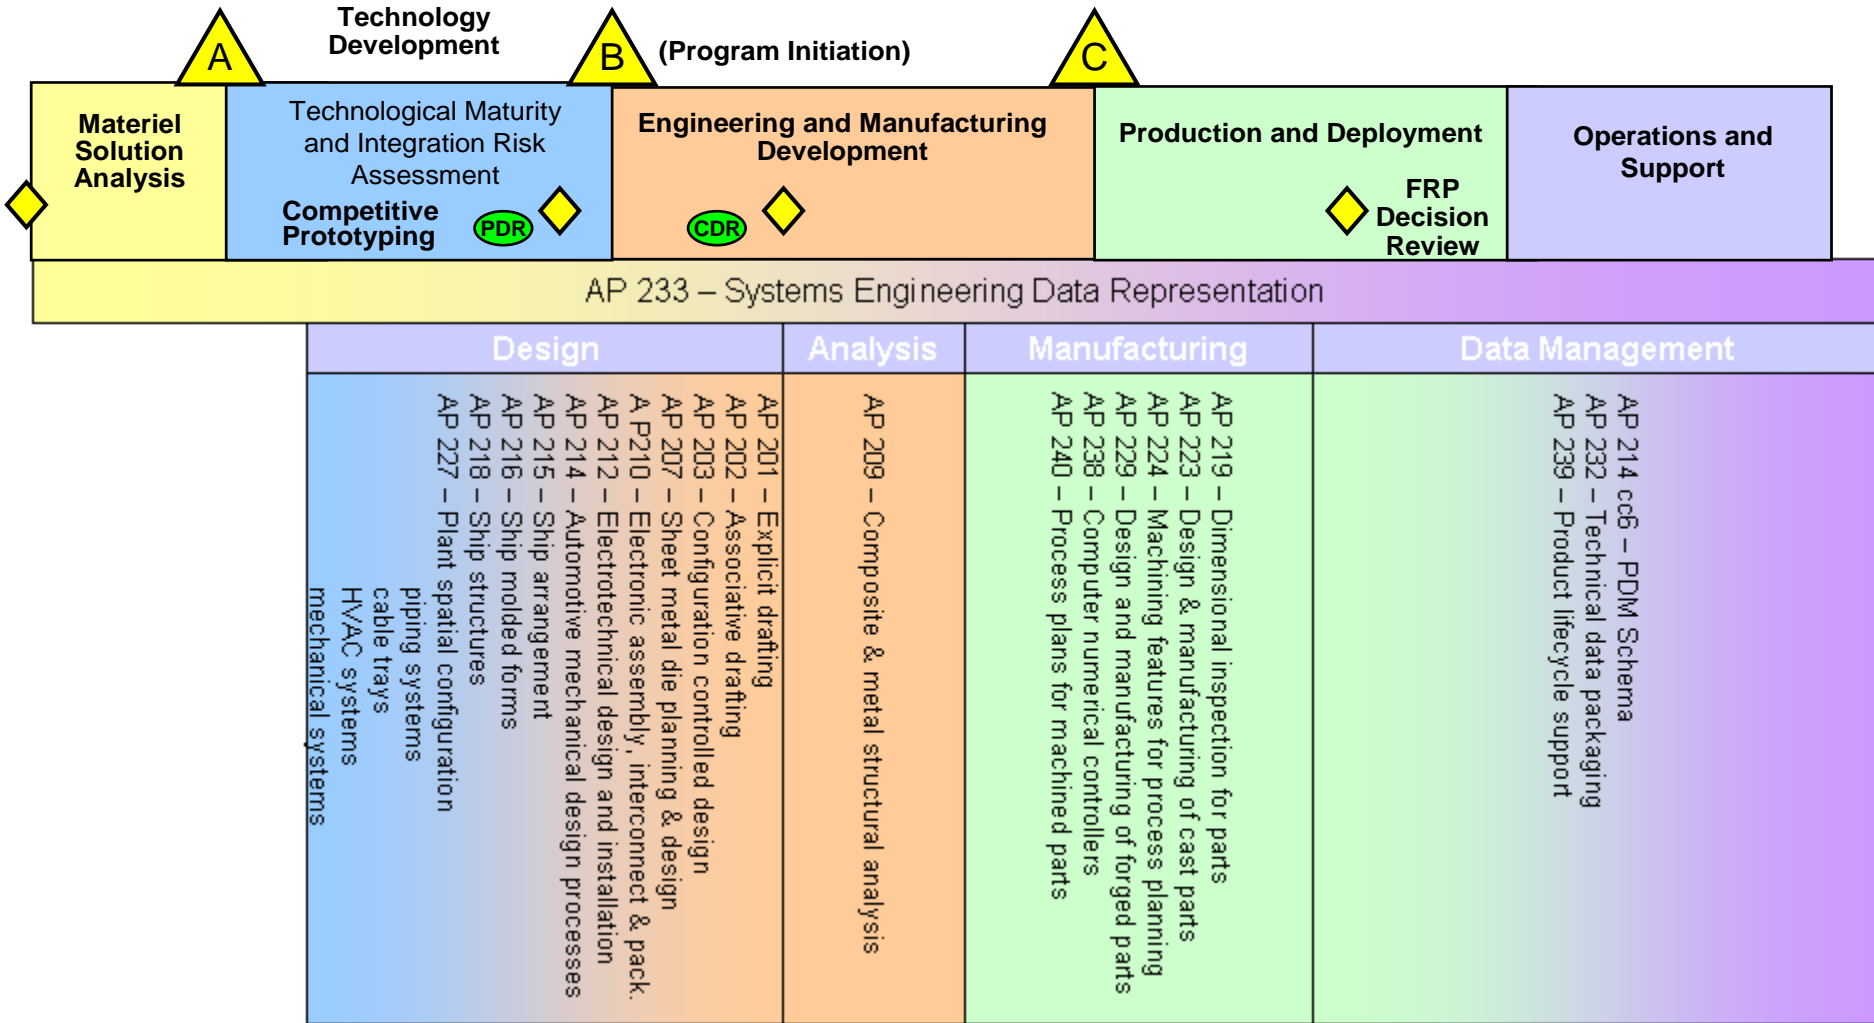 Technology
Development
A
B
(Program Initiation)
C
Materiel
Solution
Analysis
Technological Maturity
and Integration Risk
Assessment
Competitive
Prototyping
PDR
Engineering and Manufacturing
Development
CDR
Production and Deployment
FRP
Decision
Review
Operations and
Support
AP 233 – Systems Engineering Data Representation
Design
Analysis
Manufacturing
Data Management
AP 201 – Explicit drafting
AP 202 – Associative drafting
AP 203 – Configuration controlled design
AP 207 – Sheet metal die planning & design
A P210 – Electronic assembly, interconnect & pack.
AP 212 – Electrotechnical design and installation
AP 214 – Automotive mechanical design processes
AP 215 – Ship arrangement
AP 216 – Ship molded forms
AP 218 – Ship structures
AP 227 – Plant spatial configuration
piping systems
cable trays
HVAC systems
mechanical systems
AP 209 – Composite & metal structural analysis
AP 219 – Dimensional inspection for parts
AP 223 – Design & manufacturing of cast parts
AP 224 – Machining features for process planning
AP 229 – Design and manufacturing of forged parts
AP 238 – Computer numerical controllers
AP 240 – Process plans for machined parts
AP 214 cc6 – PDM Schema
AP 232 – Technical data packaging
AP 239 – Product lifecycle support